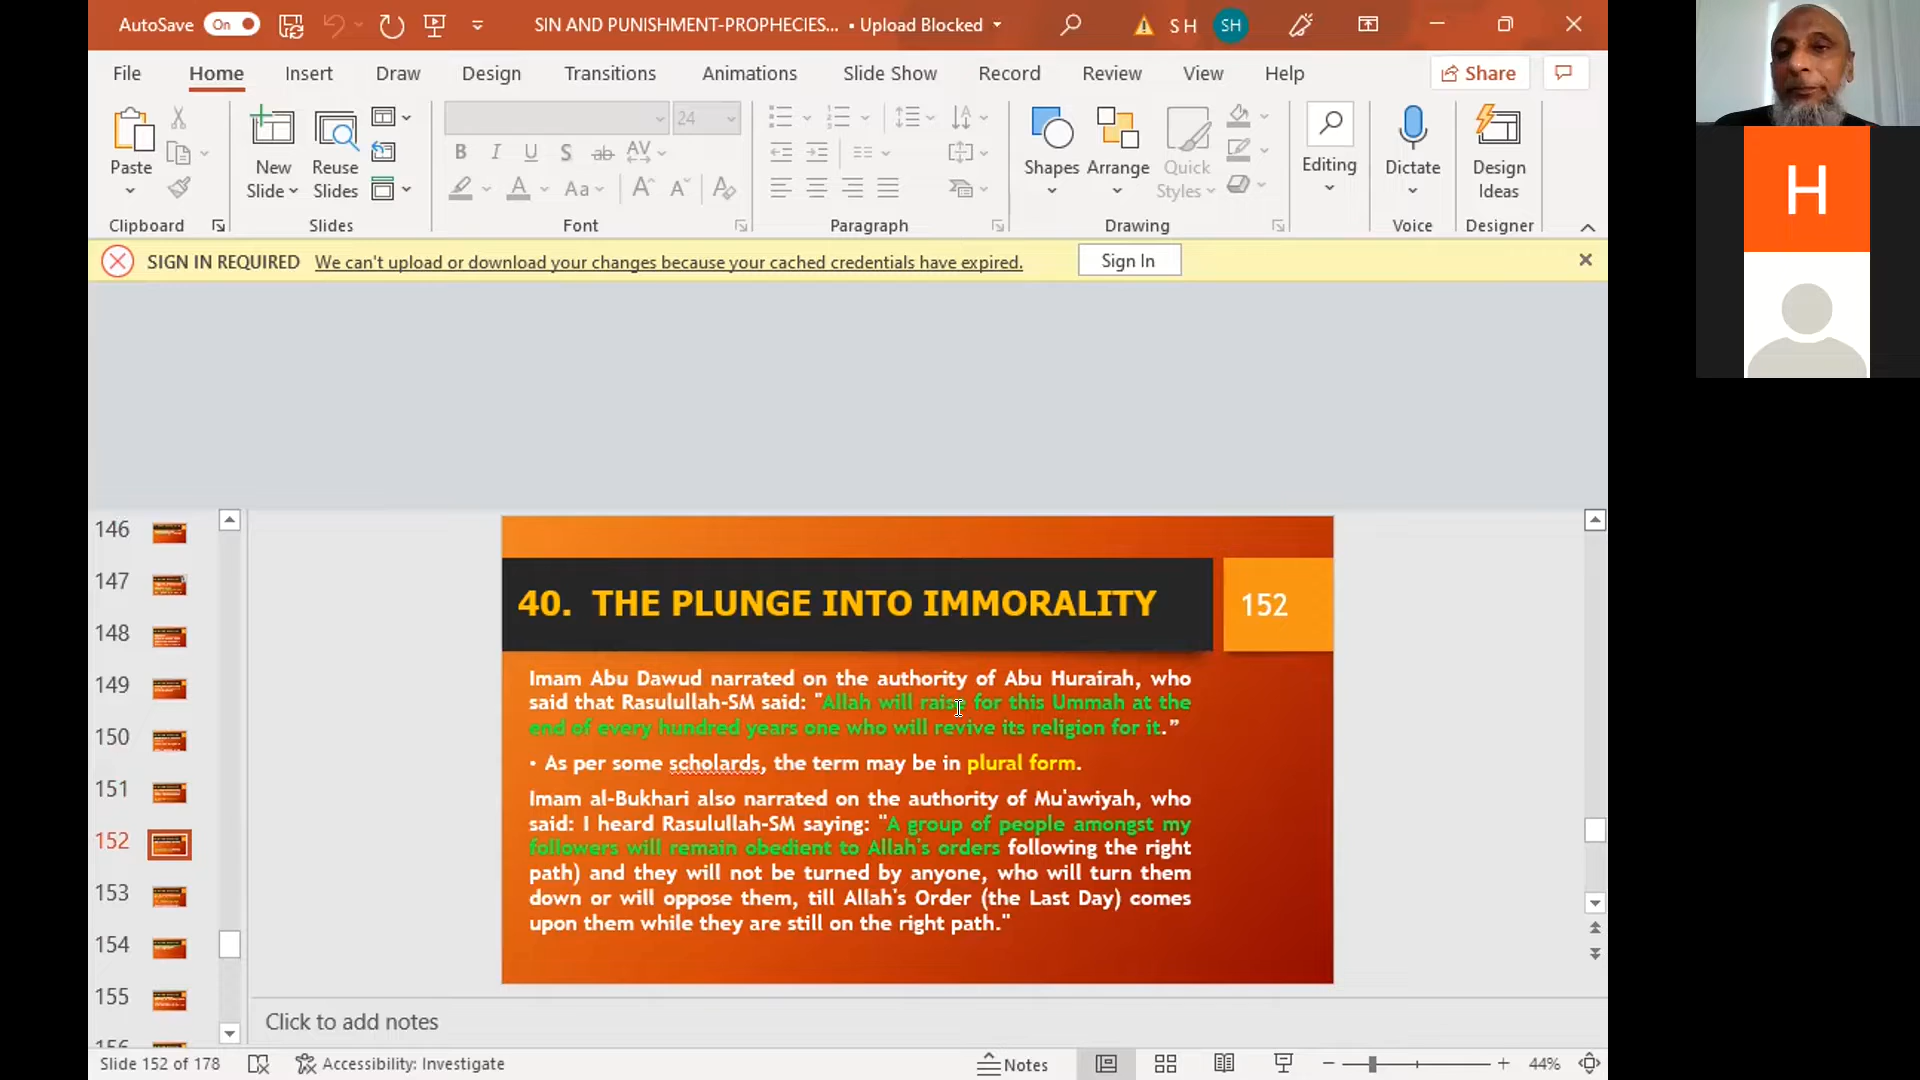 AutoSave On SIN AND PUNISHMENT-PROPHECIES... • Upload Blocked S H SH
File Home Insert Draw Design Transitions Animations Slide Show Record Review View Help Share
24
Paste New Slide Reuse Slides B I U S ab AV Aa A A Shapes Arrange Quick Styles Editing Dictate Design Ideas
Clipboard Slides Font Paragraph Drawing Voice Designer
SIGN IN REQUIRED We can't upload or download your changes because your cached credentials have expired. Sign In
H
146
147
148
149
150
151
152
153
154
155
156
40. THE PLUNGE INTO IMMORALITY 152
Imam Abu Dawud narrated on the authority of Abu Hurairah, who
said that Rasulullah-SM said: "Allah will raise for this Ummah at the
end of every hundred years one who will revive its religion for it.”
• As per some scholards, the term may be in plural form.
Imam al-Bukhari also narrated on the authority of Mu'awiyah, who
said: I heard Rasulullah-SM saying: "A group of people amongst my
followers will remain obedient to Allah's orders following the right
path) and they will not be turned by anyone, who will turn them
down or will oppose them, till Allah's Order (the Last Day) comes
upon them while they are still on the right path."
Click to add notes
Slide 152 of 178 Accessibility: Investigate Notes 44%